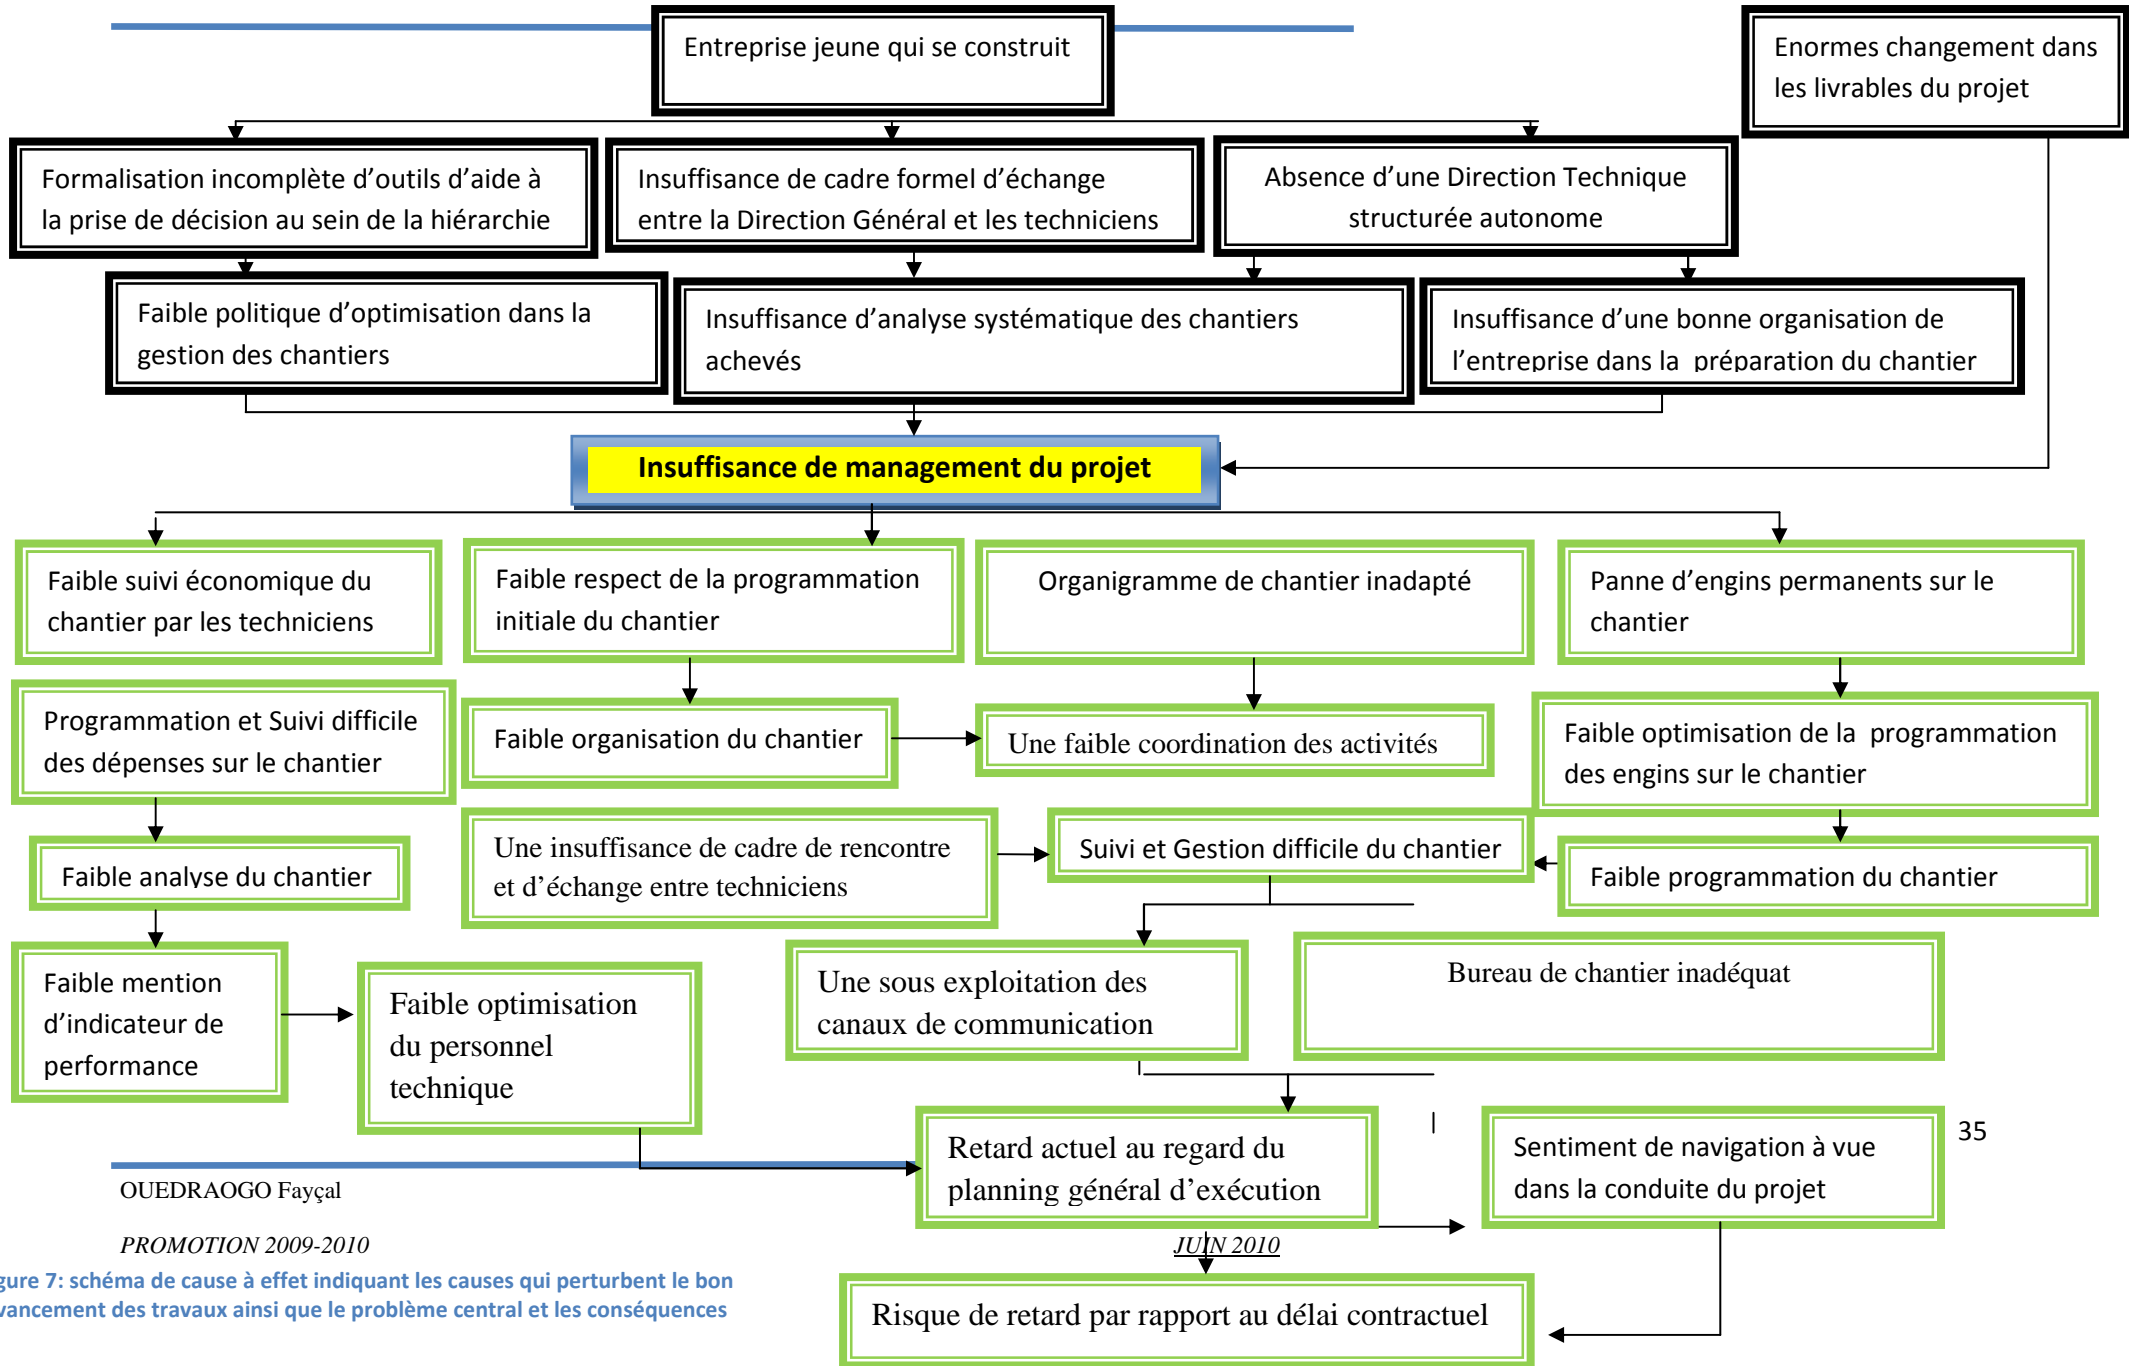 Entreprise jeune qui se construit
Enormes changement dans
les livrables du projet
Formalisation incomplète d'outils d'aide à
la prise de décision au sein de la hiérarchie
Insuffisance de cadre formel d'échange
entre la Direction Général et les techniciens
Absence d'une Direction Technique
structurée autonome
Faible politique d'optimisation dans la
gestion des chantiers
Insuffisance d'analyse systématique des chantiers
achevés
Insuffisance d'une bonne organisation de
l'entreprise dans la préparation du chantier
Insuffisance de management du projet
Faible suivi économique du
chantier par les techniciens
Faible respect de la programmation
initiale du chantier
Organigramme de chantier inadapté
Panne d'engins permanents sur le
chantier
Programmation et Suivi difficile
des dépenses sur le chantier
Faible organisation du chantier
Une faible coordination des activités
Faible optimisation de la programmation
des engins sur le chantier
Faible analyse du chantier
Une insuffisance de cadre de rencontre
et d'échange entre techniciens
Suivi et Gestion difficile du chantier
Faible programmation du chantier
Faible mention
d'indicateur de
performance
Faible optimisation
du personnel
technique
Une sous exploitation des
canaux de communication
Bureau de chantier inadéquat
Retard actuel au regard du
planning général d'exécution
Sentiment de navigation à vue
dans la conduite du projet
35
OUEDRAOGO Fayçal
PROMOTION 2009-2010
JUIN 2010
gure 7: schéma de cause à effet indiquant les causes qui perturbent le bon
vancement des travaux ainsi que le problème central et les conséquences
Risque de retard par rapport au délai contractuel